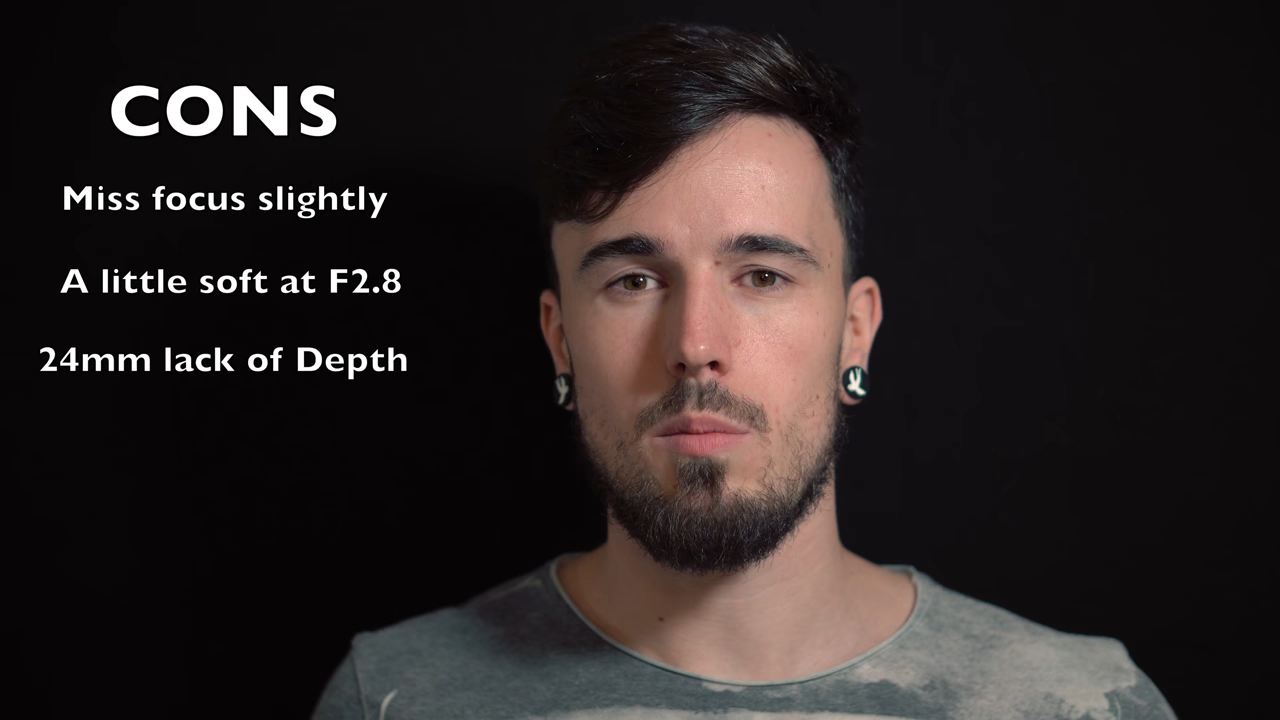 CONS
Miss focus slightly
A little soft at F2.8
24mm lack of Depth